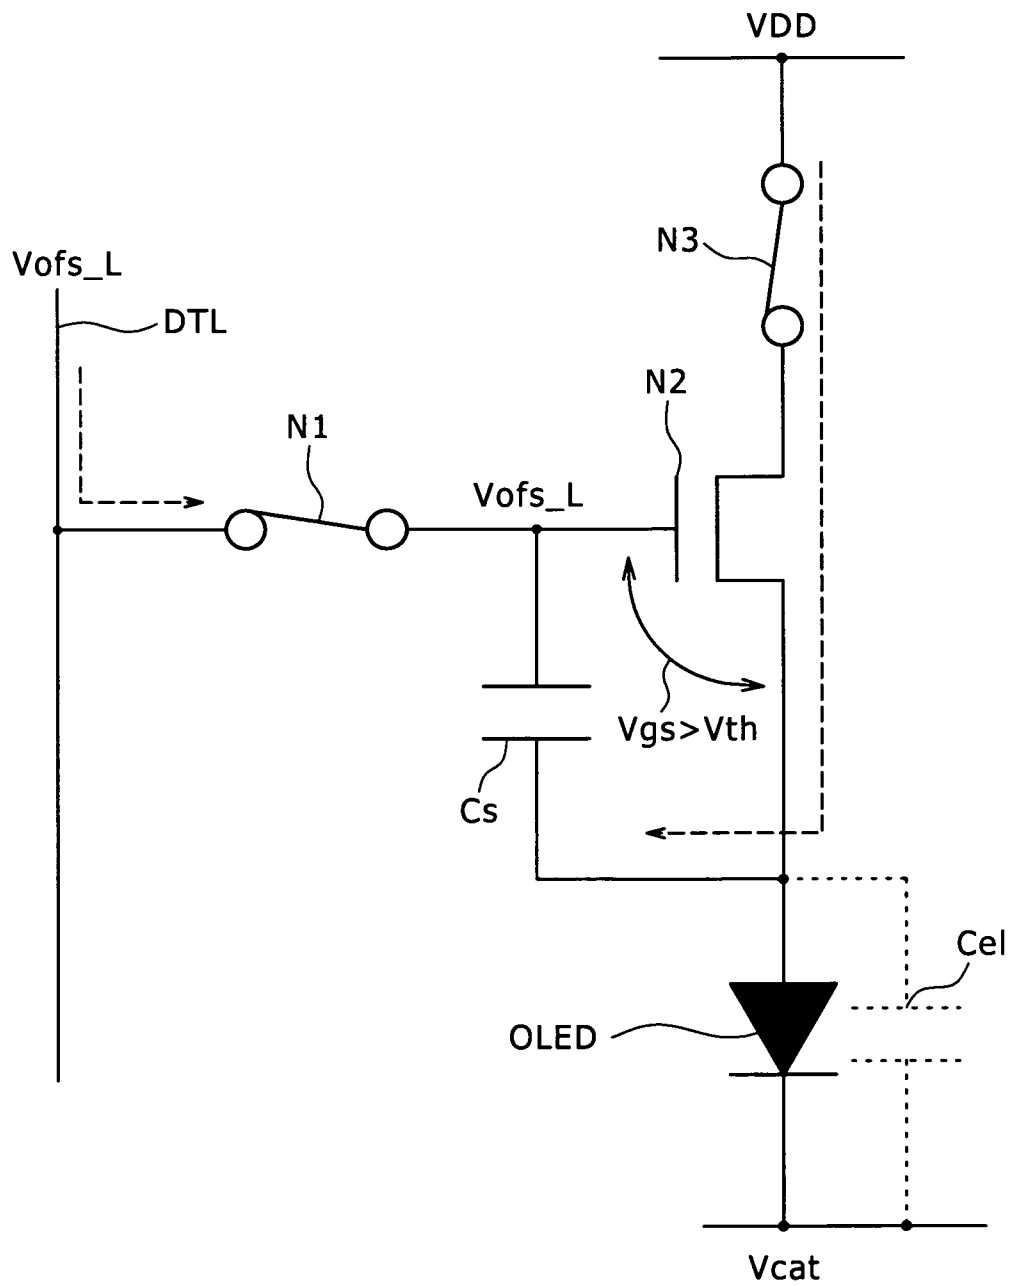 VDD
N3
Vofs_L
DTL
N2
N1
Vofs_L
Vgs>Vth
Cs
Cel
OLED
Vcat